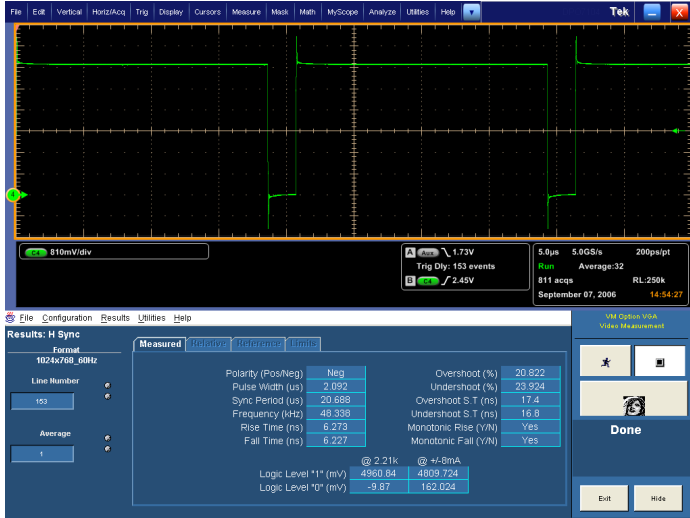 File Edit Vertical Horiz/Acq Trig Display Cursors Measure Mask Math MyScope Analyze Utilities Help Tek
C4 810mV/div
A Aux 1.73V
Trig Dly: 153 events
B C4 2.45V
5.0µs 5.0GS/s 200ps/pt
Run Average:32
811 acqs RL:250k
September 07, 2006 14:54:27
File Configuration Results Utilities Help
VM Option VGA
Video Measurement
Results: H Sync
Format
1024x768_60Hz
Line Number
153
Average
1
Measured Relative Reference Limits
Polarity (Pos/Neg) Neg Overshoot (%) 20.822
Pulse Width (us) 2.092 Undershoot (%) 23.924
Sync Period (us) 20.688 Overshoot S.T (ns) 17.4
Frequency (kHz) 48.338 Undershoot S.T (ns) 16.8
Rise Time (ns) 6.273 Monotonic Rise (Y/N) Yes
Fall Time (ns) 6.227 Monotonic Fall (Y/N) Yes
@ 2.21k @ +/-8mA
Logic Level "1" (mV) 4960.84 4809.724
Logic Level "0" (mV) -9.87 162.024
Done
Exit Hide